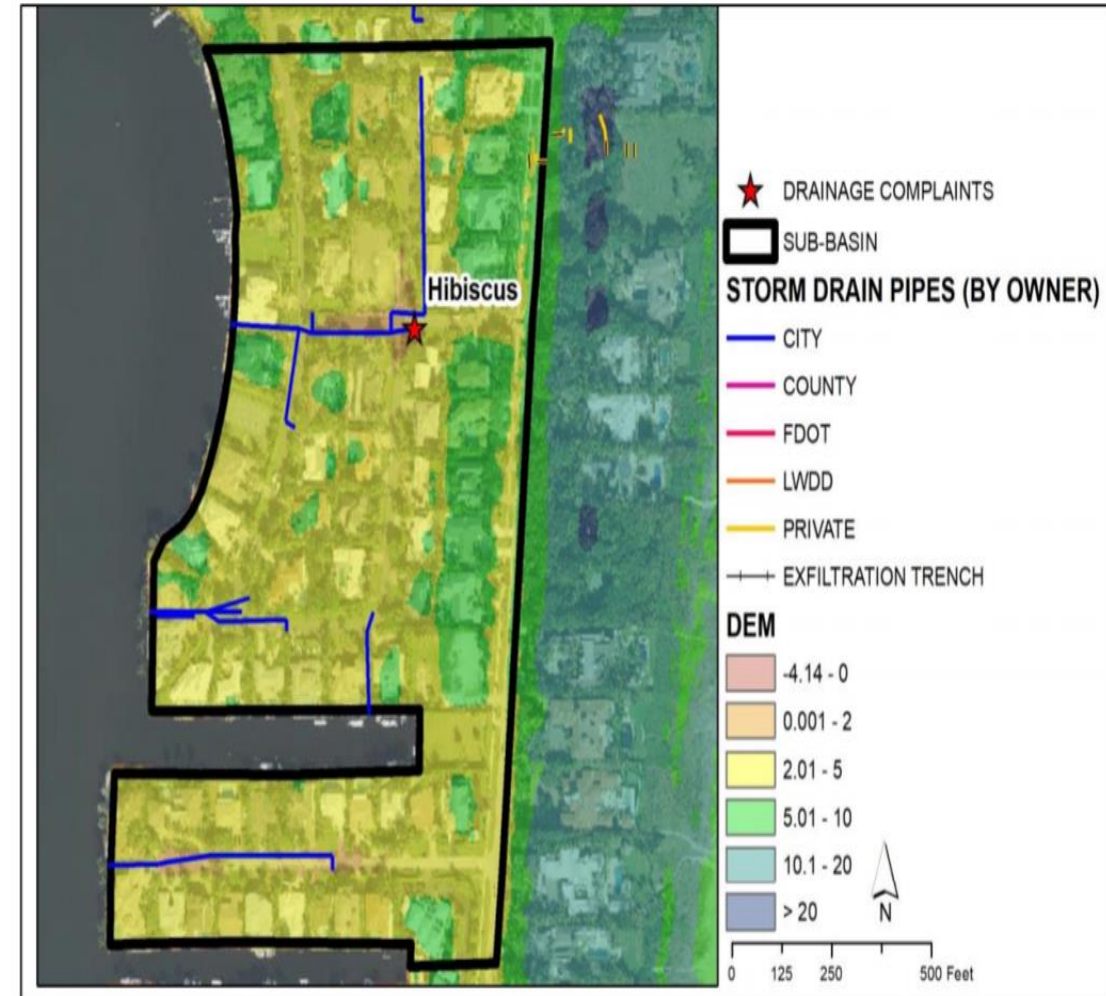 Hibiscus
DRAINAGE COMPLAINTS
SUB-BASIN
STORM DRAIN PIPES (BY OWNER)
CITY
COUNTY
FDOT
LWDD
PRIVATE
EXFILTRATION TRENCH
DEM
-4.14 - 0
0.001 - 2
2.01 - 5
5.01 - 10
10.1 - 20
> 20
N
0 125 250 500 Feet